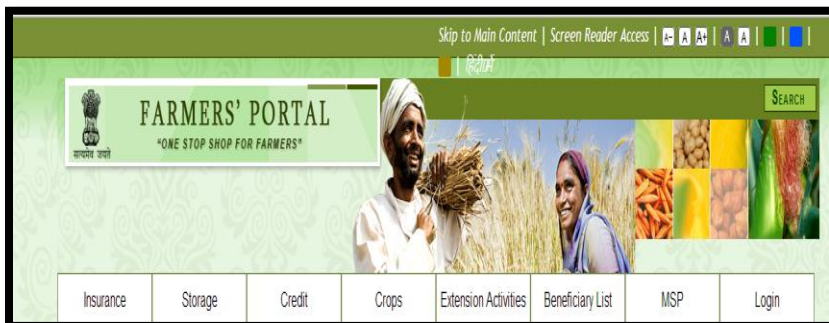 Skip to Main Content | Screen Reader Access | A- A A+ | A A | | |
|
SEARCH
FARMERS' PORTAL
"ONE STOP SHOP FOR FARMERS"
सत्यमेव जयते
Insurance Storage Credit Crops Extension Activities Beneficiary List MSP Login